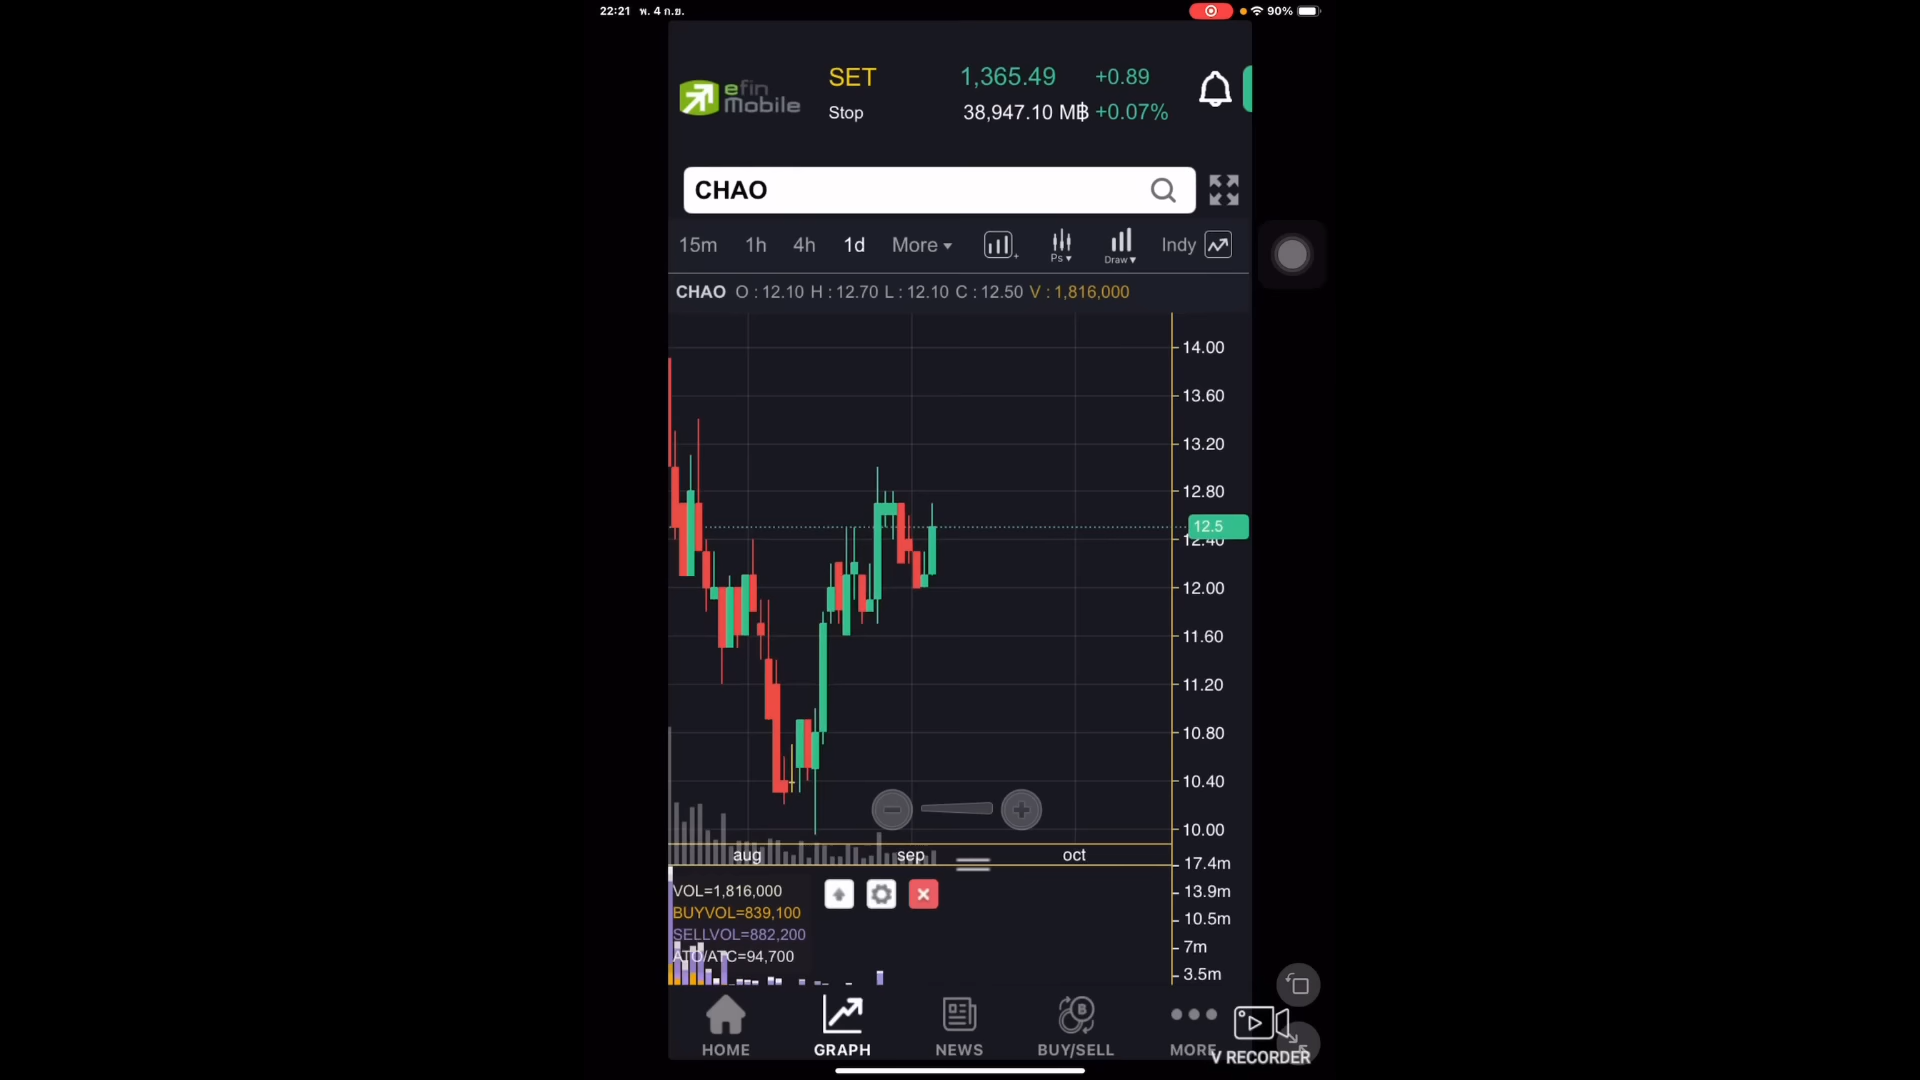 22:21 พ. 4 ก.ย.
90%
efin Mobile
SET 1,365.49 +0.89
Stop 38,947.10 M฿ +0.07%
CHAO
15m 1h 4h 1d More Ps Draw Indy
CHAO O : 12.10 H : 12.70 L : 12.10 C : 12.50 V : 1,816,000
14.00
13.60
13.20
12.80
12.5
12.40
12.00
11.60
11.20
10.80
10.40
10.00
aug sep oct
17.4m
13.9m
10.5m
7m
3.5m
VOL=1,816,000
BUYVOL=839,100
SELLVOL=882,200
ATO/ATC=94,700
HOME GRAPH NEWS BUY/SELL MORE
V RECORDER